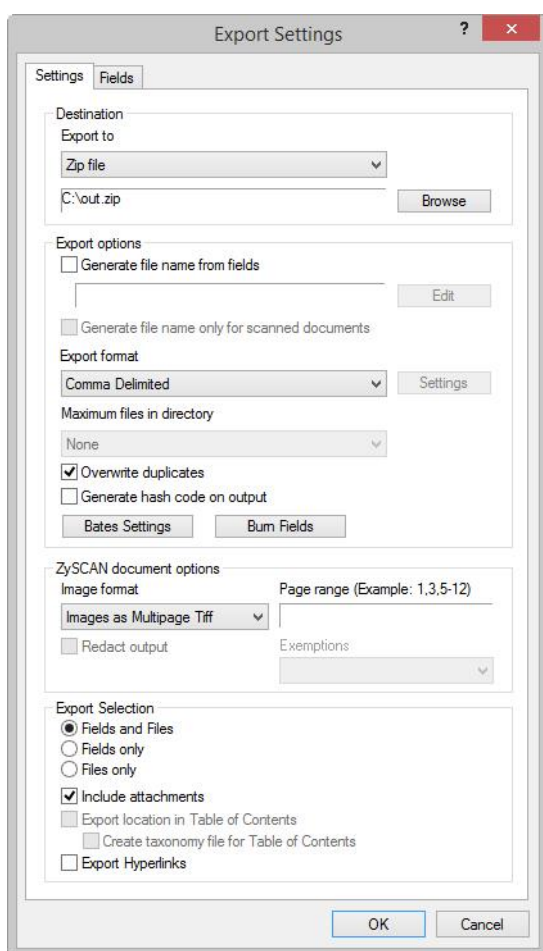 Export Settings ? ×
Settings Fields
Destination
Export to
Zip file
C:\out.zip Browse
Export options
Generate file name from fields
Edit
Generate file name only for scanned documents
Export format
Comma Delimited Settings
Maximum files in directory
None
Overwrite duplicates
Generate hash code on output
Bates Settings Burn Fields
ZySCAN document options
Image format Page range (Example: 1,3,5-12)
Images as Multipage Tiff
Redact output Exemptions
Export Selection
Fields and Files
Fields only
Files only
Include attachments
Export location in Table of Contents
Create taxonomy file for Table of Contents
Export Hyperlinks
OK Cancel